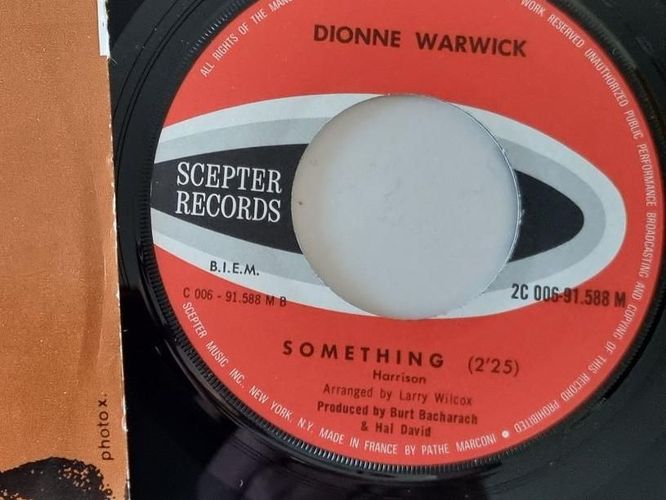 ALL RIGHTS OF THE
WORK RESERVED UNAUTHORIZED PUBLIC PERFORMANCE BROADCASTING AND COPYING OF THIS RECORD PROHIBITED
DIONNE WARWICK
SCEPTER
RECORDS
B.I.E.M.
C 006 - 91.588 M B
2C 006-91.588 M
SOMETHING (2'25)
Harrison
Arranged by Larry Wilcox
Produced by Burt Bacharach
& Hal David
SCEPTER MUSIC INC., NEW YORK, N.Y. MADE IN FRANCE BY PATHE MARCONI
photo x.